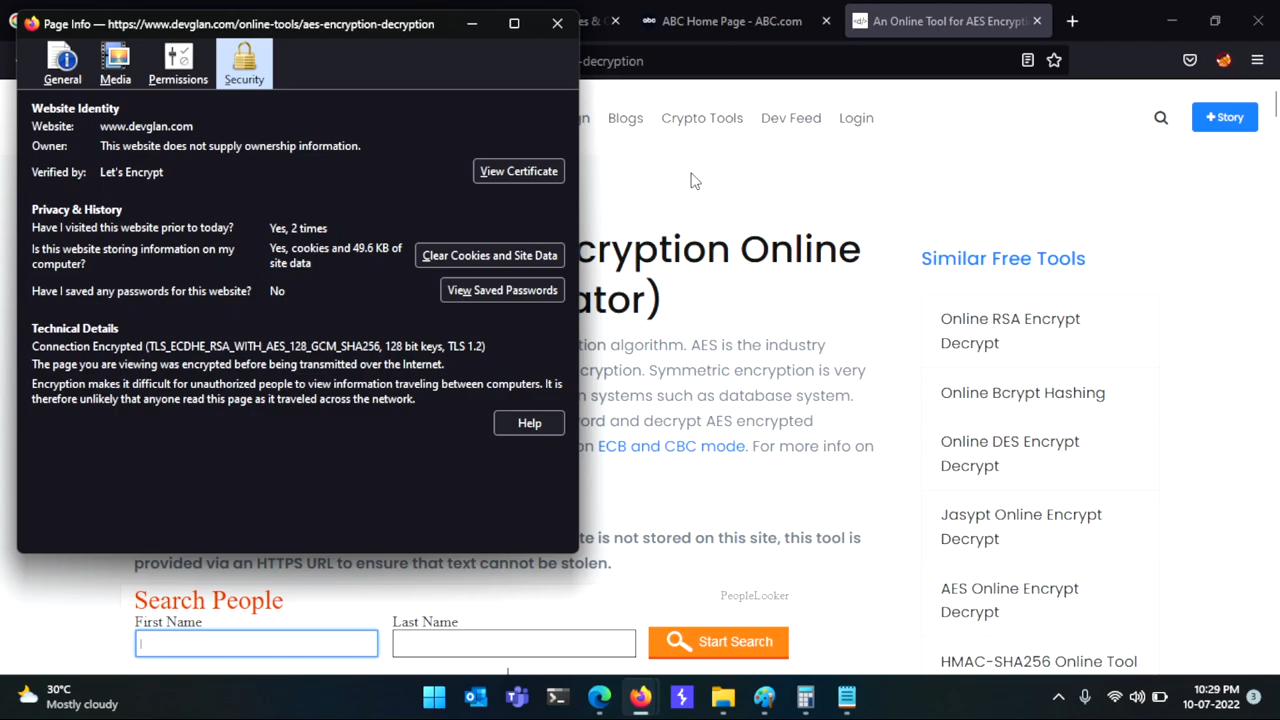 Page Info — https://www.devglan.com/online-tools/aes-encryption-decryption
General
Media
Permissions
Security
Website Identity
Website: www.devglan.com
Owner: This website does not supply ownership information.
Verified by: Let's Encrypt
View Certificate
Privacy & History
Have I visited this website prior to today? Yes, 2 times
Is this website storing information on my computer? Yes, cookies and 49.6 KB of site data
Clear Cookies and Site Data
Have I saved any passwords for this website? No
View Saved Passwords
Technical Details
Connection Encrypted (TLS_ECDHE_RSA_WITH_AES_128_GCM_SHA256, 128 bit keys, TLS 1.2)
The page you are viewing was encrypted before being transmitted over the Internet.
Encryption makes it difficult for unauthorized people to view information traveling between computers. It is
therefore unlikely that anyone read this page as it traveled across the network.
Help
es & C
abc ABC Home Page - ABC.com
</> An Online Tool for AES Encrypti
-decryption
gn Blogs Crypto Tools Dev Feed Login
+ Story
cryption Online
ator)
tion algorithm. AES is the industry
cryption. Symmetric encryption is very
n systems such as database system.
ord and decrypt AES encrypted
on ECB and CBC mode. For more info on
te is not stored on this site, this tool is
provided via an HTTPS URL to ensure that text cannot be stolen.
Search People
PeopleLooker
First Name
Last Name
Start Search
Similar Free Tools
Online RSA Encrypt
Decrypt
Online Bcrypt Hashing
Online DES Encrypt
Decrypt
Jasypt Online Encrypt
Decrypt
AES Online Encrypt
Decrypt
HMAC-SHA256 Online Tool
30°C
Mostly cloudy
10:29 PM
10-07-2022
3